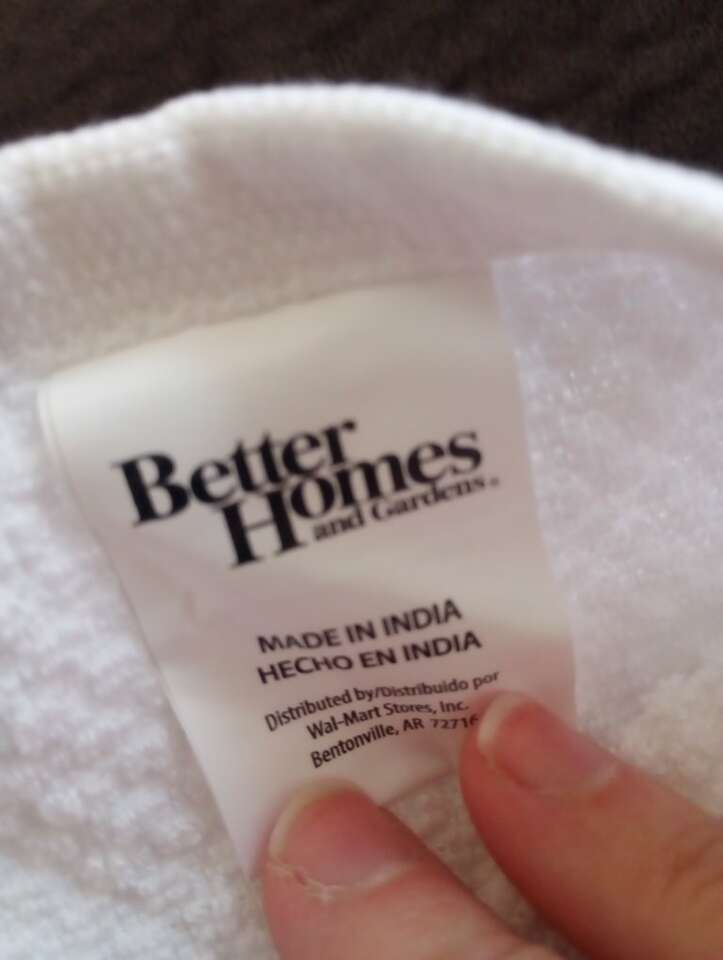 Better
Homes
and Gardens®
MADE IN INDIA
HECHO EN INDIA
Distributed by/Distribuido por
Wal-Mart Stores, Inc.
Bentonville, AR 72716